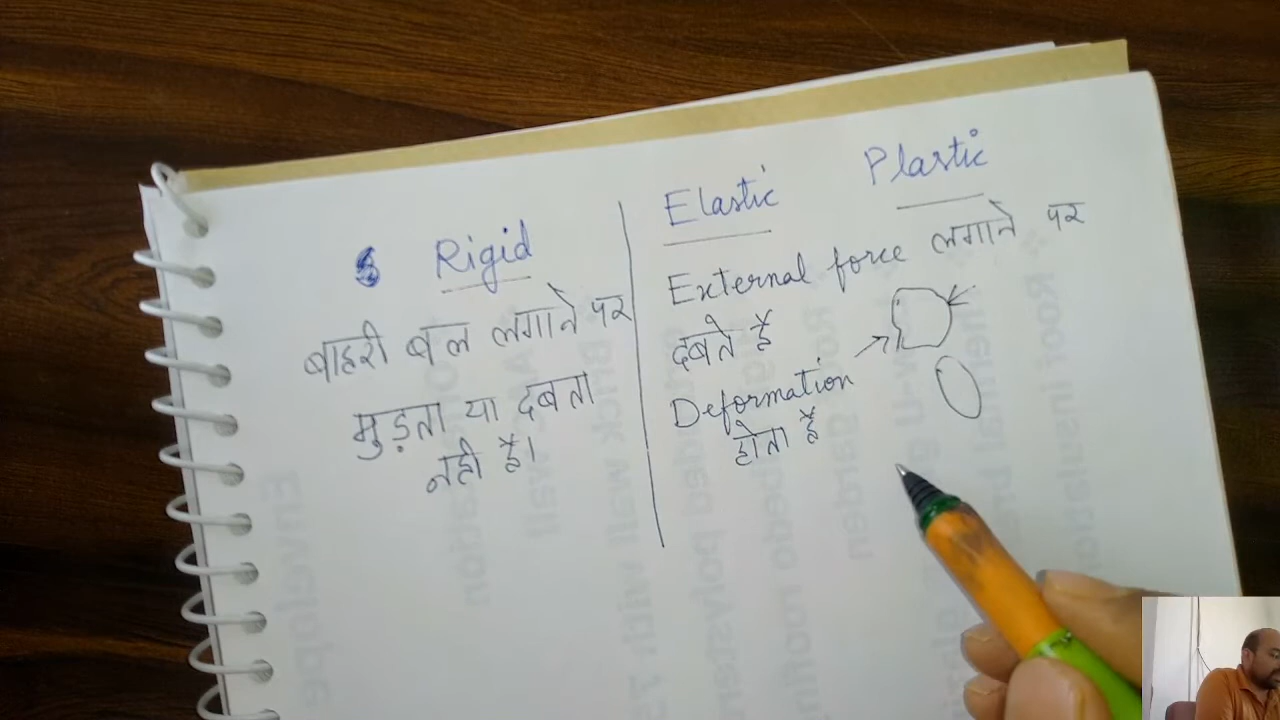 Rigid
बाहरी बल लगाने पर
मुड़ता या दबता
नही है।
Elastic Plastic
External force लगाने पर
दबते है
Deformation
होता है